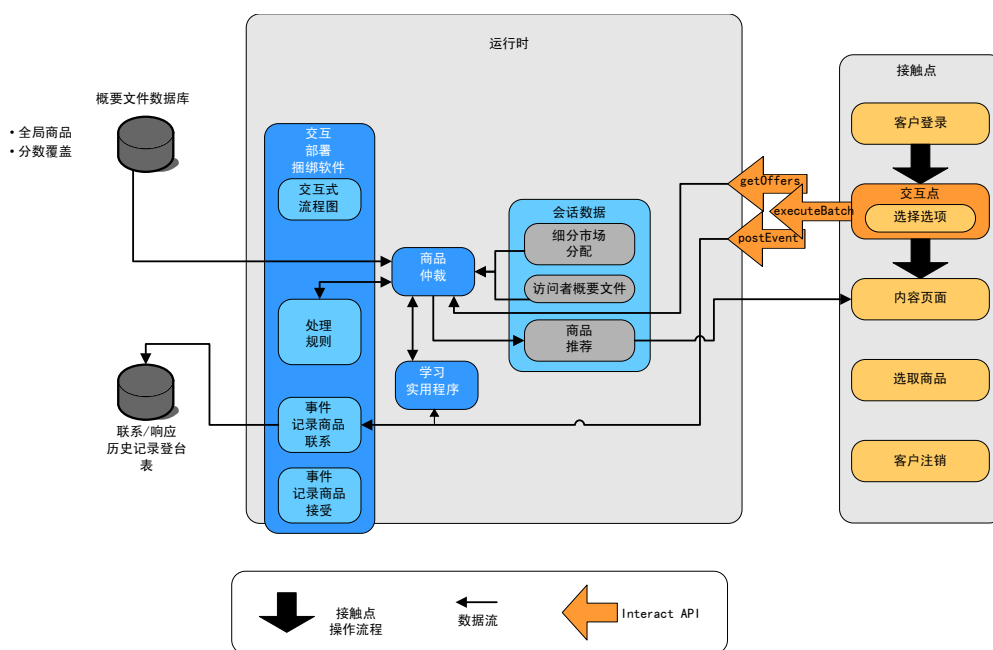 运行时
接触点
概要文件数据库
• 全局商品
• 分数覆盖
交互
部署
捆绑软件
交互式
流程图
处理
规则
事件
记录商品
联系
事件
记录商品
接受
商品
仲裁
学习
实用程序
会话数据
细分市场
分配
访问者概要文件
商品
推荐
getOffers
executeBatch
postEvent
客户登录
交互点
选择选项
内容页面
选取商品
客户注销
联系/响应
历史记录登台
表
接触点
操作流程
数据流
Interact API